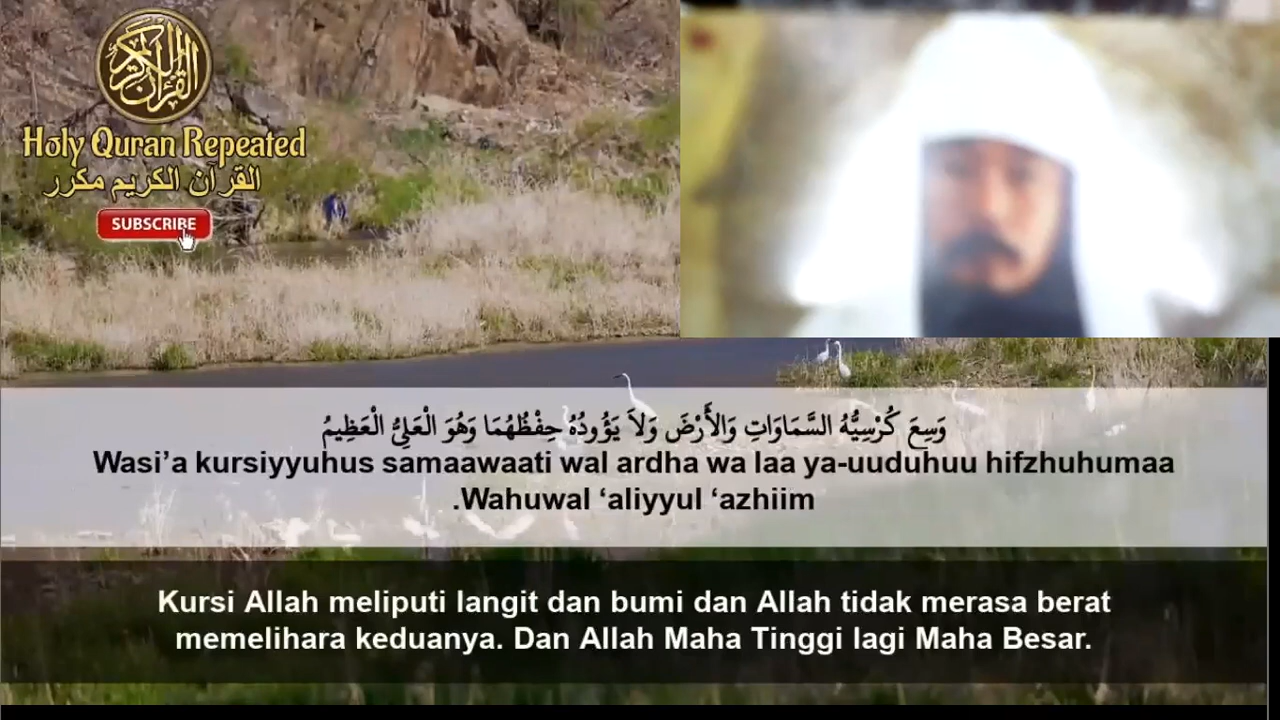 القرآن الكريم
Holy Quran Repeated
القرآن الكريم مكرر
SUBSCRIBE
وَسِعَ كُرْسِيُّهُ السَّمَاوَاتِ وَالأَرْضَ وَلاَ يَؤُودُهُ حِفْظُهُمَا وَهُوَ الْعَلِيُّ الْعَظِيمُ
Wasi’a kursiyyuhus samaawaati wal ardha wa laa ya-uuduhuu hifzhuhumaa
.Wahuwal ‘aliyyul ‘azhiim
Kursi Allah meliputi langit dan bumi dan Allah tidak merasa berat
memelihara keduanya. Dan Allah Maha Tinggi lagi Maha Besar.